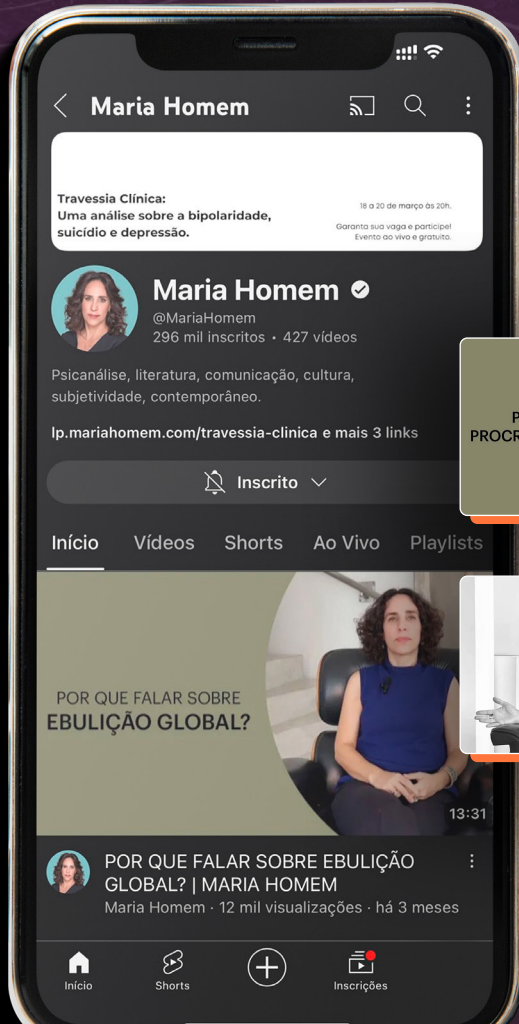 Maria Homem
Travessia Clínica:
Uma análise sobre a bipolaridade,
suicídio e depressão.
18 a 20 de março às 20h.
Garanta sua vaga e participe!
Evento ao vivo e gratuito.
Maria Homem
@MariaHomem
296 mil inscritos • 427 vídeos
Psicanálise, literatura, comunicação, cultura,
subjetividade, contemporâneo.
lp.mariahomem.com/travessia-clinica e mais 3 links
Inscrito
Início Vídeos Shorts Ao Vivo Playlists
POR QUE FALAR SOBRE
EBULIÇÃO GLOBAL?
13:31
POR QUE FALAR SOBRE EBULIÇÃO
GLOBAL? | MARIA HOMEM
Maria Homem · 12 mil visualizações · há 3 meses
Início Shorts Inscrições